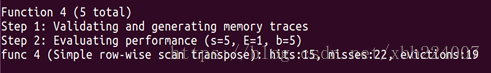 Function 4 (5 total)
Step 1: Validating and generating memory traces
Step 2: Evaluating performance (s=5, E=1, b=5)
func 4 (Simple row-wise scan transpose): hits:15, misses:22, evictions:19